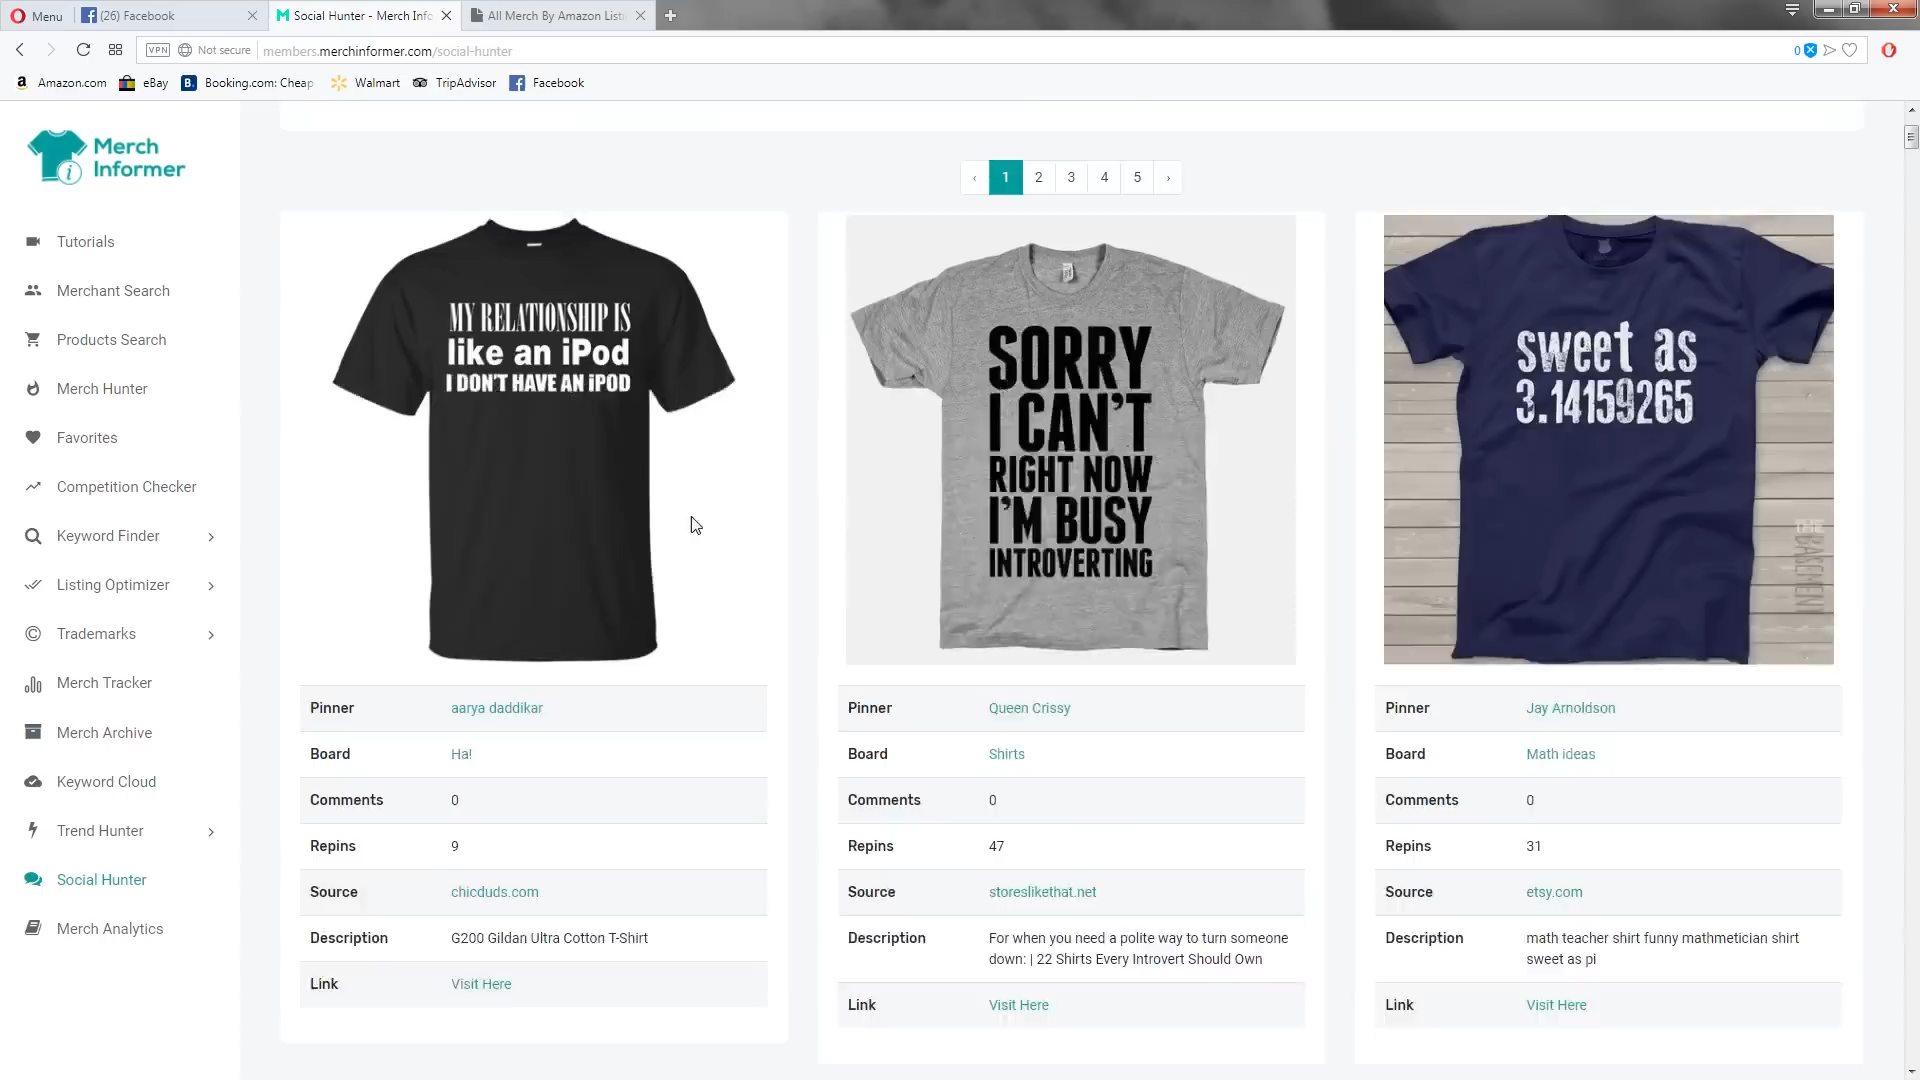 Menu
(26) Facebook
Social Hunter - Merch Info
All Merch By Amazon Listi
VPN
Not secure
members.merchinformer.com/social-hunter
0
Amazon.com
eBay
Booking.com: Cheap
Walmart
TripAdvisor
Facebook
Merch
Informer
Tutorials
Merchant Search
Products Search
Merch Hunter
Favorites
Competition Checker
Keyword Finder
Listing Optimizer
Trademarks
Merch Tracker
Merch Archive
Keyword Cloud
Trend Hunter
Social Hunter
Merch Analytics
‹ 1 2 3 4 5 ›
MY RELATIONSHIP IS
like an iPod
I DON'T HAVE AN iPOD
Pinner aarya daddikar
Board Ha!
Comments 0
Repins 9
Source chicduds.com
Description G200 Gildan Ultra Cotton T-Shirt
Link Visit Here
SORRY
I CAN'T
RIGHT NOW
I'M BUSY
INTROVERTING
Pinner Queen Crissy
Board Shirts
Comments 0
Repins 47
Source storeslikethat.net
Description For when you need a polite way to turn someone
down: | 22 Shirts Every Introvert Should Own
Link Visit Here
sweet as
3.14159265
THE
BASEMENT
Pinner Jay Arnoldson
Board Math ideas
Comments 0
Repins 31
Source etsy.com
Description math teacher shirt funny mathmetician shirt
sweet as pi
Link Visit Here